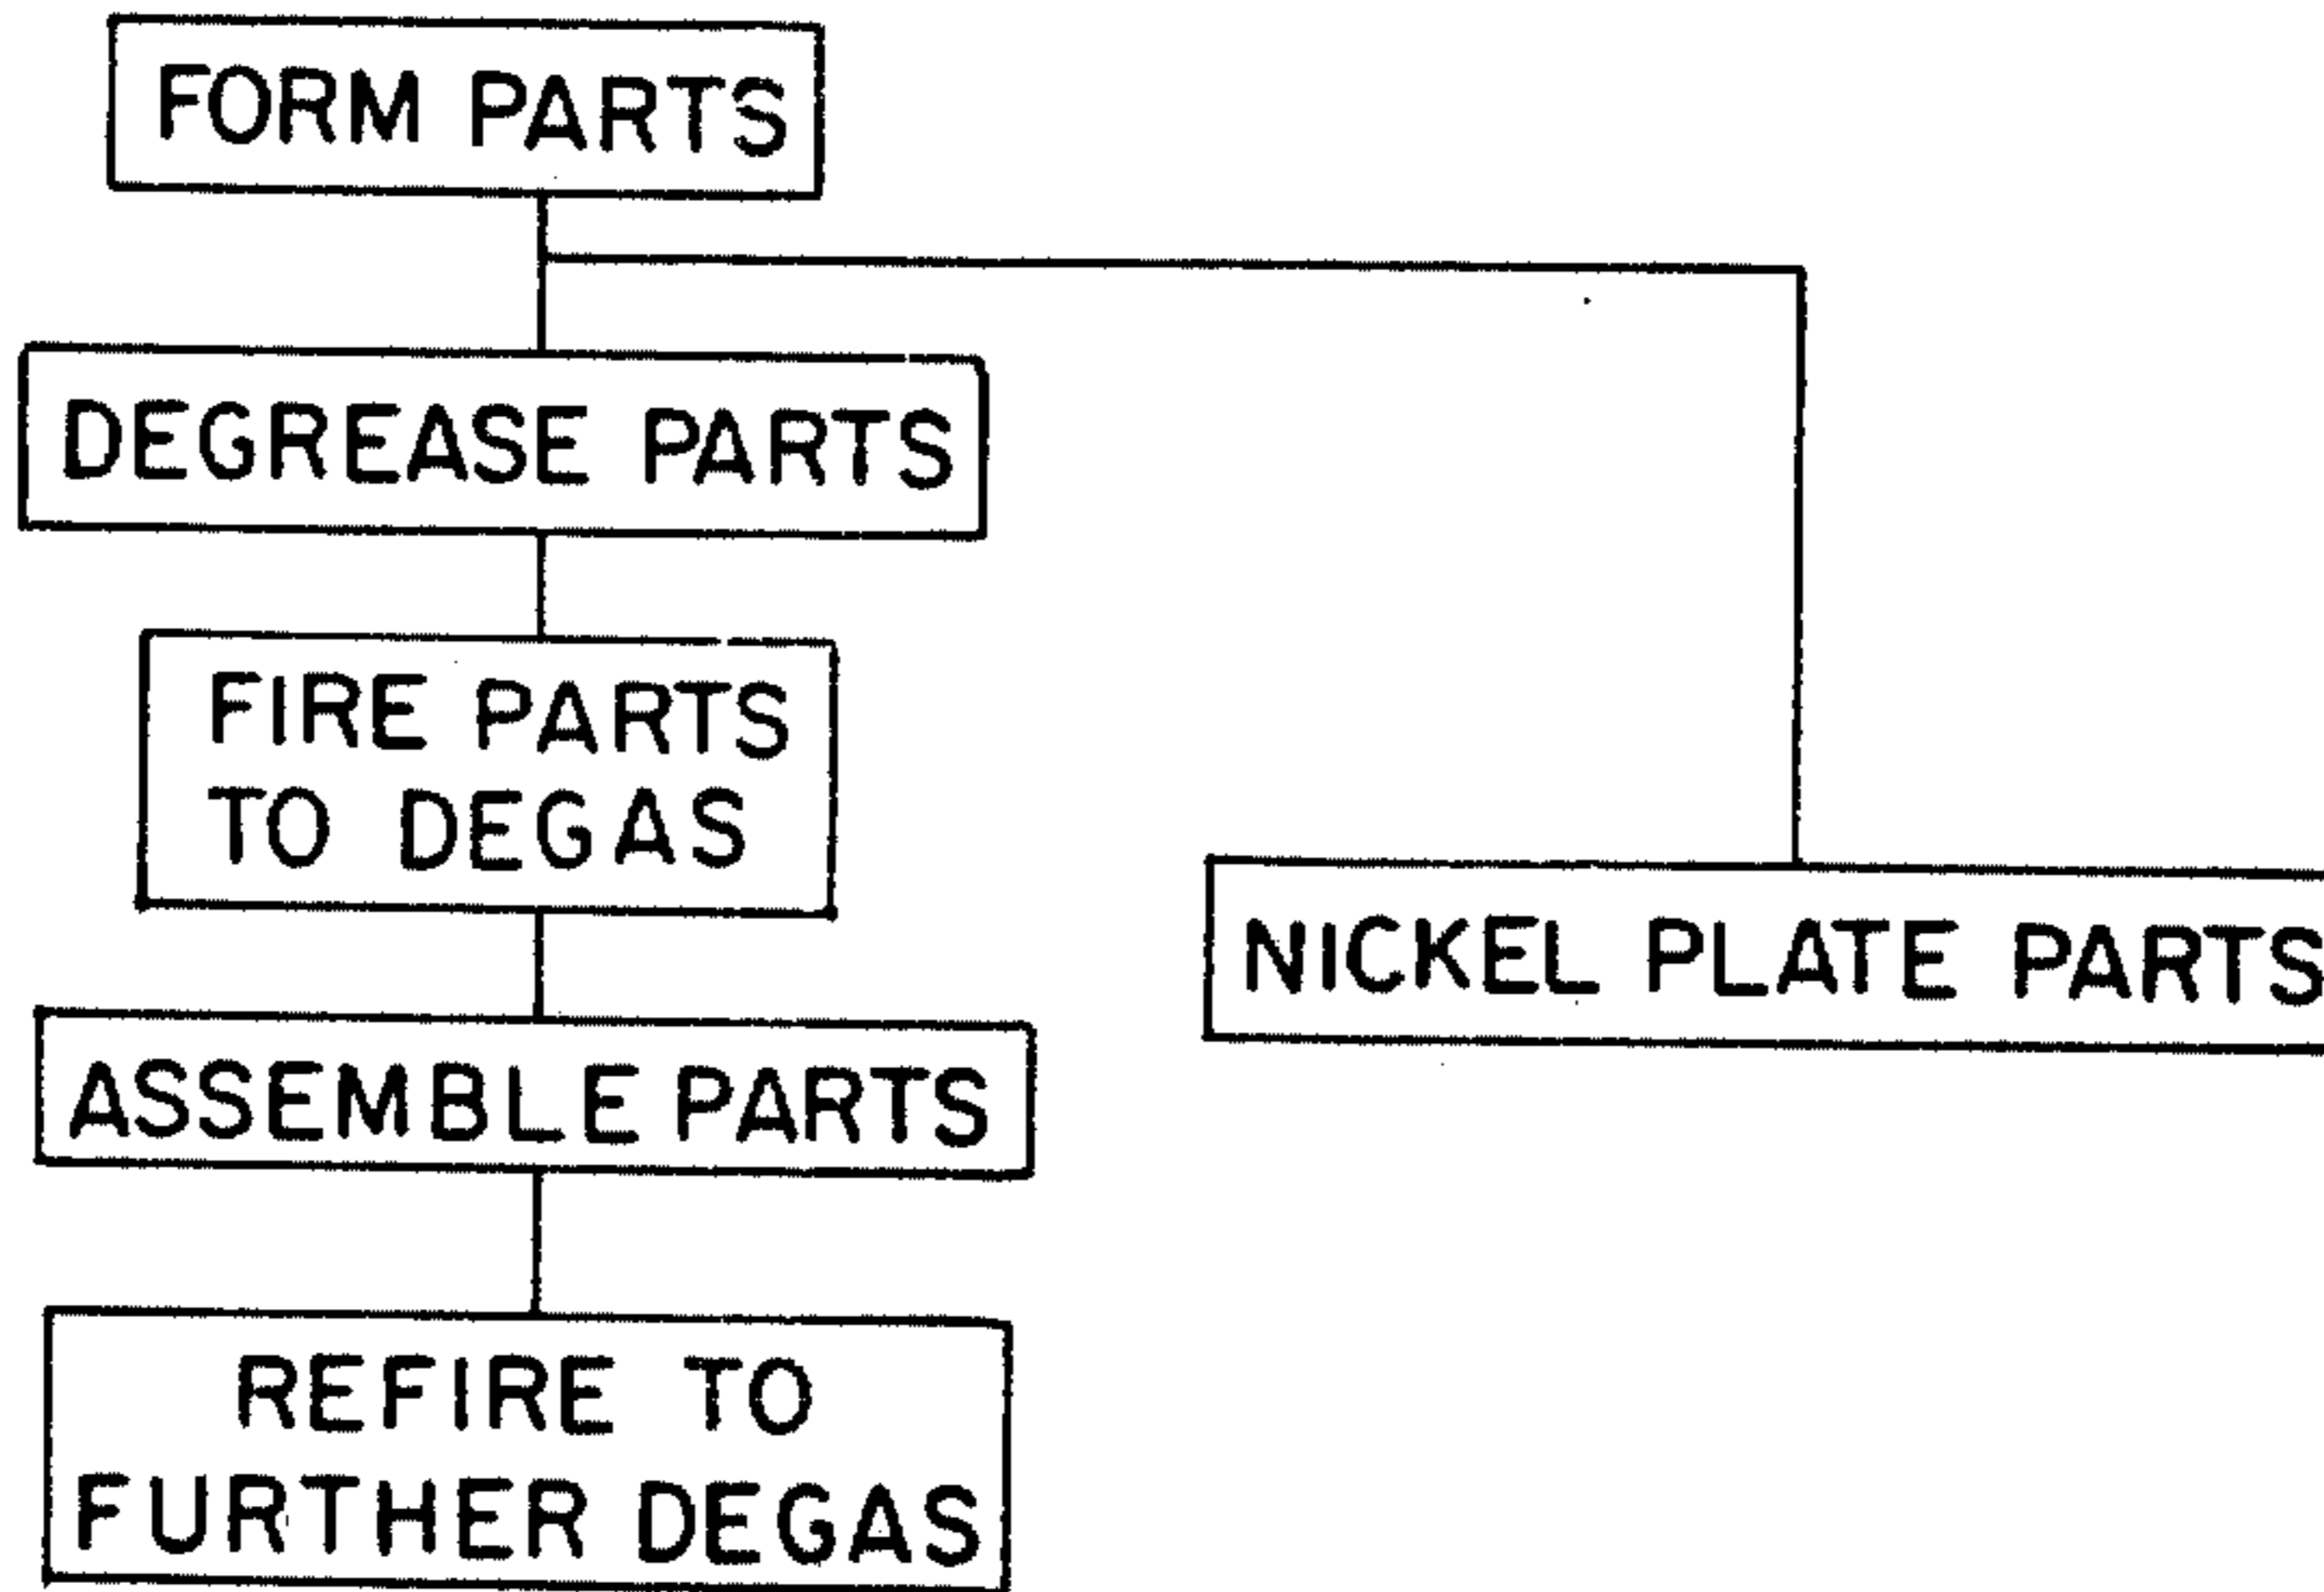 FORM PARTS
DEGREASE PARTS
FIRE PARTS
TO DEGAS
NICKEL PLATE PARTS
ASSEMBLE PARTS
REFIRE TO
FURTHER DEGAS